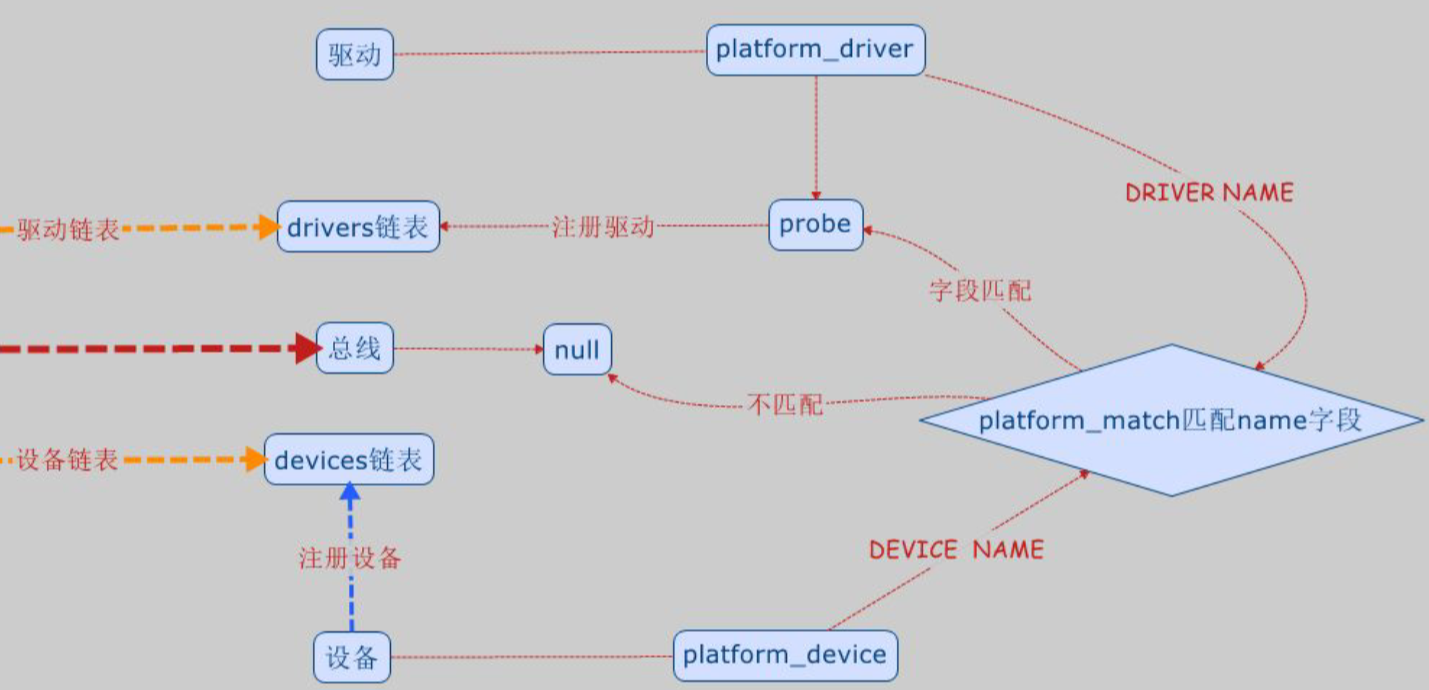 驱动
platform_driver
DRIVER NAME
驱动链表
drivers链表
注册驱动
probe
字段匹配
总线
null
不匹配
platform_match匹配name字段
设备链表
devices链表
注册设备
DEVICE NAME
设备
platform_device